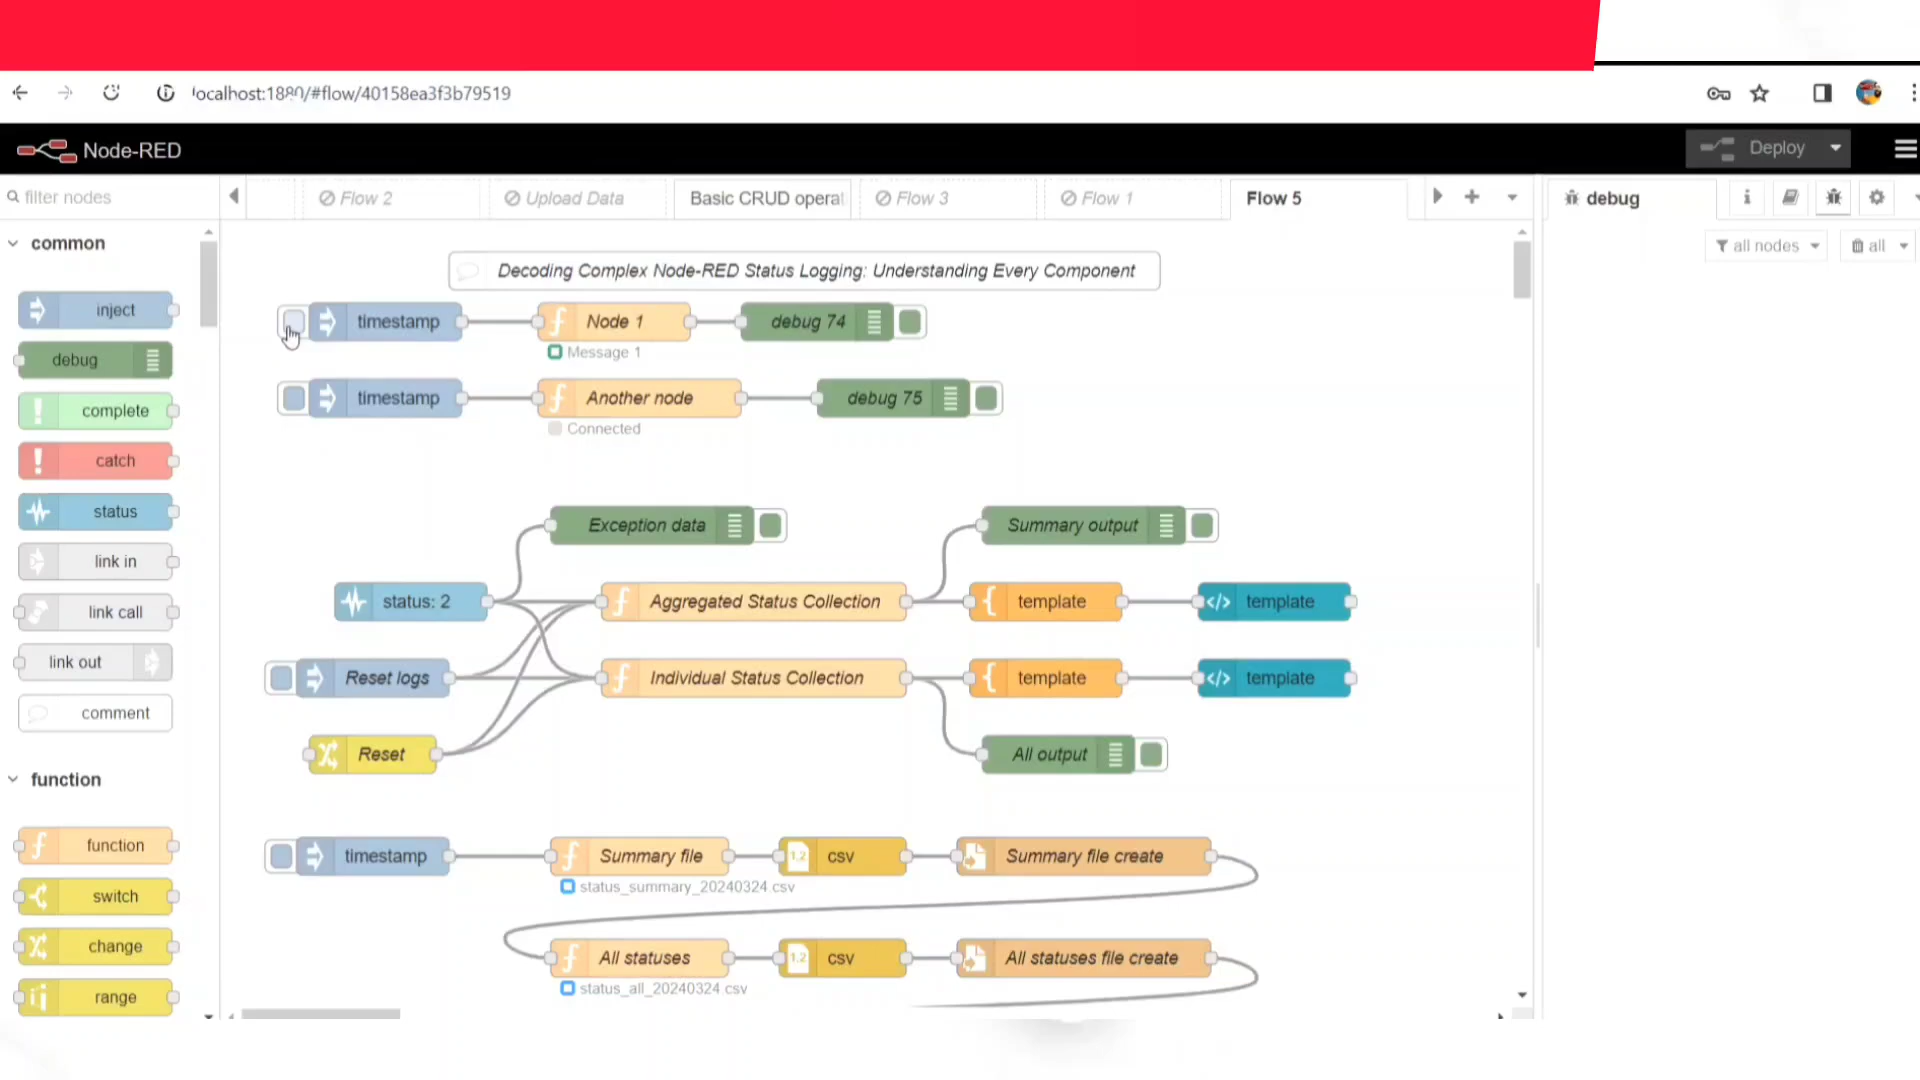 localhost:1880/#flow/40158ea3f3b79519
Node-RED
Deploy
filter nodes
Flow 2
Upload Data
Basic CRUD operat
Flow 3
Flow 1
Flow 5
debug
i
all nodes
all
common
inject
debug
complete
catch
status
link in
link call
link out
comment
function
function
switch
change
range
Decoding Complex Node-RED Status Logging: Understanding Every Component
timestamp
Node 1
debug 74
Message 1
timestamp
Another node
debug 75
Connected
Exception data
Summary output
status: 2
Aggregated Status Collection
template
template
Reset logs
Individual Status Collection
template
template
Reset
All output
timestamp
Summary file
csv
Summary file create
status_summary_20240324.csv
All statuses
csv
All statuses file create
status_all_20240324.csv